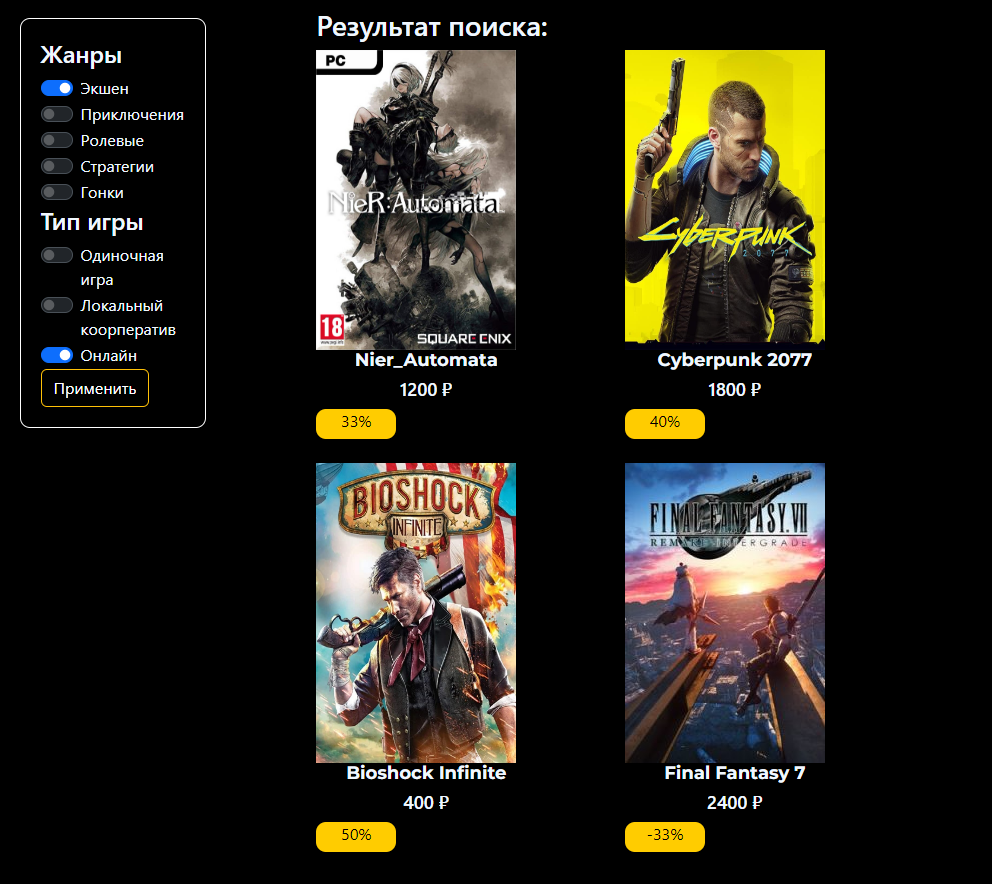 Жанры
Экшен
Приключения
Ролевые
Стратегии
Гонки
Тип игры
Одиночная
игра
Локальный
коорператив
Онлайн
Применить
Результат поиска:
PC
NieR:Automata
18
SQUARE ENIX
Nier_Automata
1200 ₽
33%
Cyberpunk
2077
Cyberpunk 2077
1800 ₽
40%
BIOSHOCK
INFINITE
Bioshock Infinite
400 ₽
50%
FINAL FANTASY VII
REMAKE INTERGRADE
Final Fantasy 7
2400 ₽
-33%